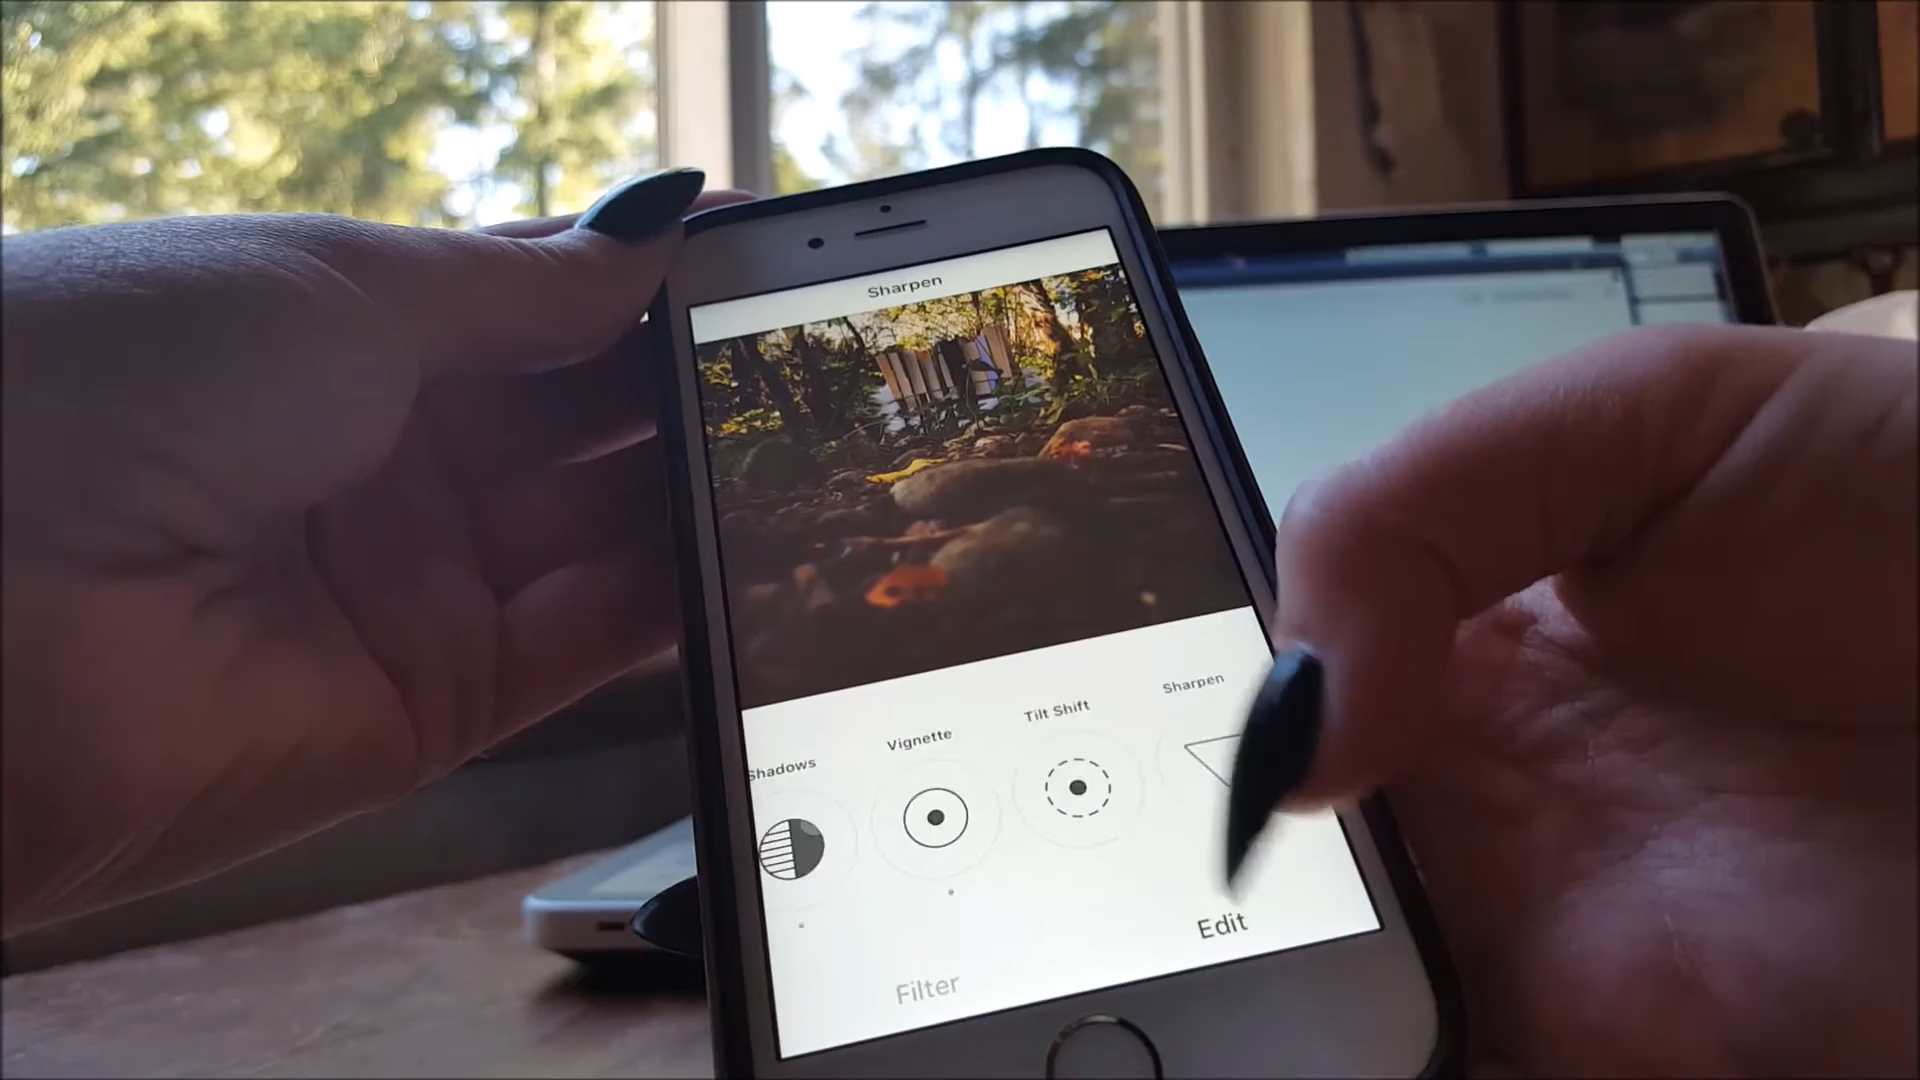 Sharpen
Shadows
Vignette
Tilt Shift
Sharpen
Filter
Edit